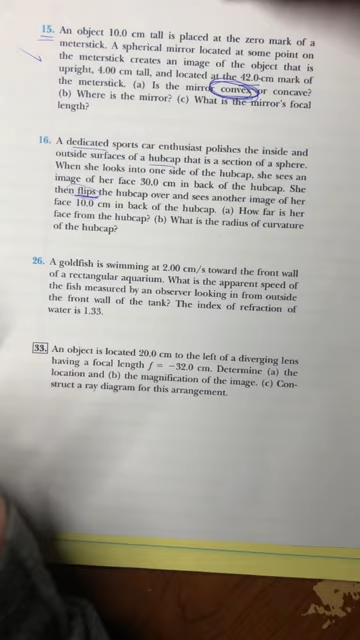 15. An object 10.0 cm tall is placed at the zero mark of a
meterstick. A spherical mirror located at some point on
the meterstick creates an image of the object that is
upright, 4.00 cm tall, and located at the 42.0-cm mark of
the meterstick. (a) Is the mirror convex or concave?
(b) Where is the mirror? (c) What is the mirror's focal
length?
16. A dedicated sports car enthusiast polishes the inside and
outside surfaces of a hubcap that is a section of a sphere.
When she looks into one side of the hubcap, she sees an
image of her face 30.0 cm in back of the hubcap. She
then flips the hubcap over and sees another image of her
face 10.0 cm in back of the hubcap. (a) How far is her
face from the hubcap? (b) What is the radius of curvature
of the hubcap?
26. A goldfish is swimming at 2.00 cm/s toward the front wall
of a rectangular aquarium. What is the apparent speed of
the fish measured by an observer looking in from outside
the front wall of the tank? The index of refraction of
water is 1.33.
33. An object is located 20.0 cm to the left of a diverging lens
having a focal length f = −32.0 cm. Determine (a) the
location and (b) the magnification of the image. (c) Con-
struct a ray diagram for this arrangement.